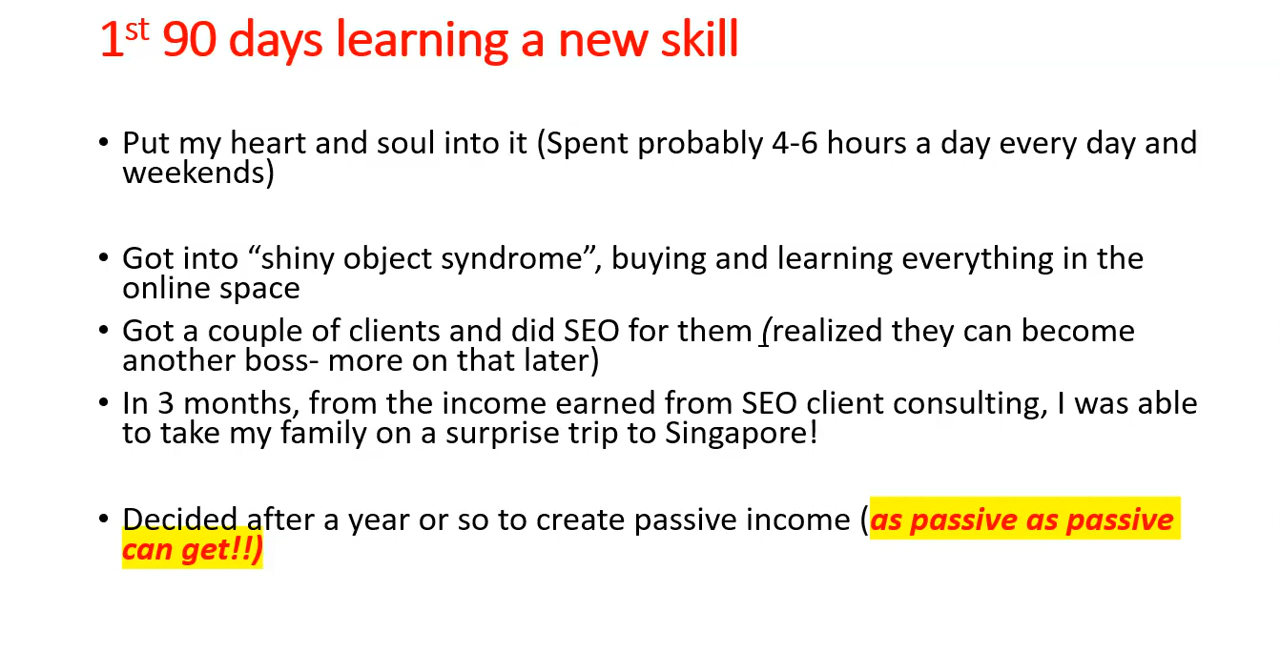 1st 90 days learning a new skill
• Put my heart and soul into it (Spent probably 4-6 hours a day every day and
weekends)
• Got into “shiny object syndrome”, buying and learning everything in the
online space
• Got a couple of clients and did SEO for them (realized they can become
another boss- more on that later)
• In 3 months, from the income earned from SEO client consulting, I was able
to take my family on a surprise trip to Singapore!
• Decided after a year or so to create passive income (as passive as passive
can get!!)